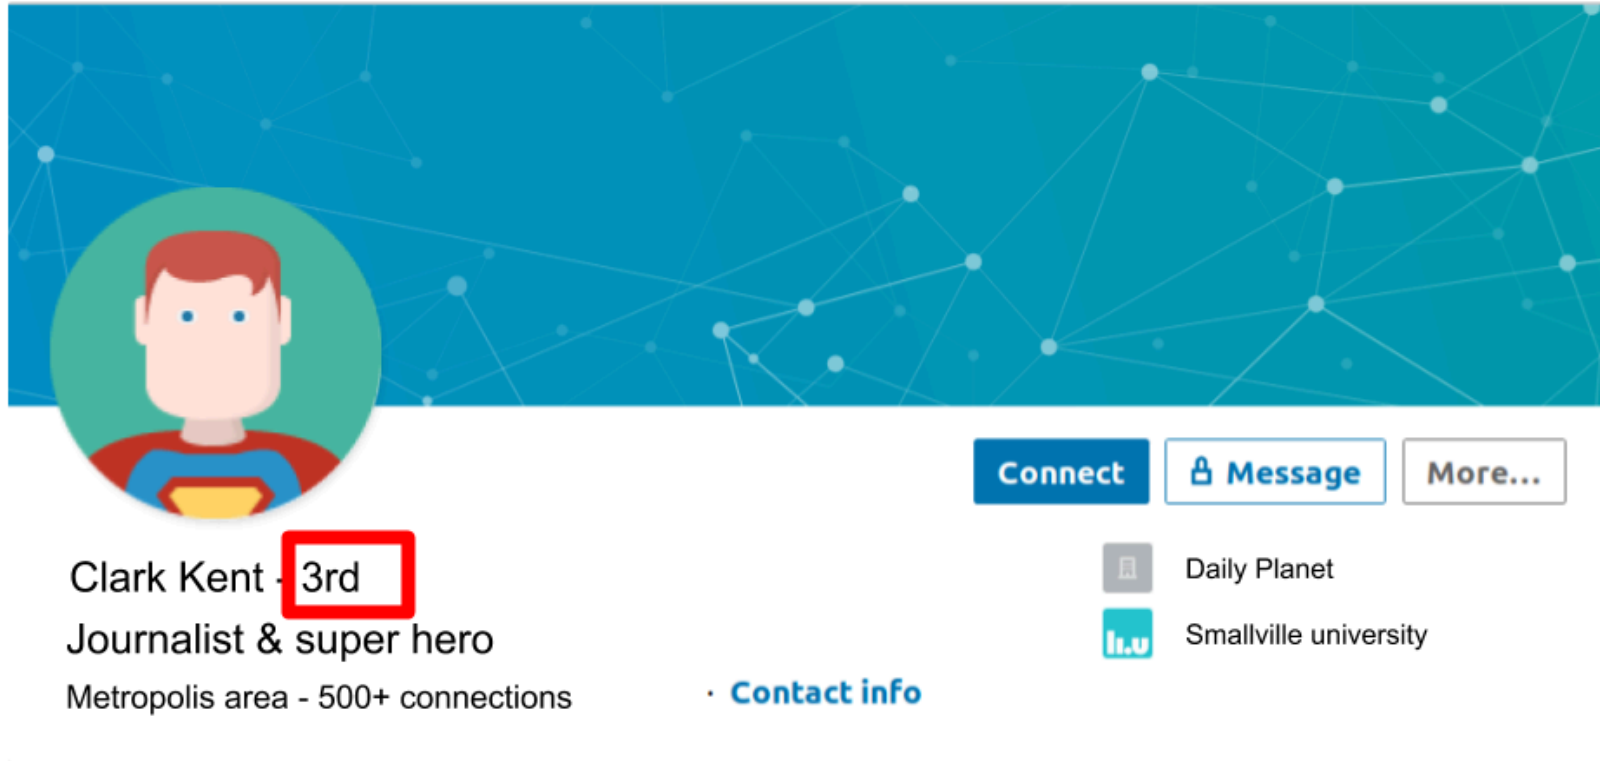 Connect
Message
More...
Clark Kent - 3rd
Journalist & super hero
Metropolis area - 500+ connections
· Contact info
Daily Planet
li.u
Smallville university